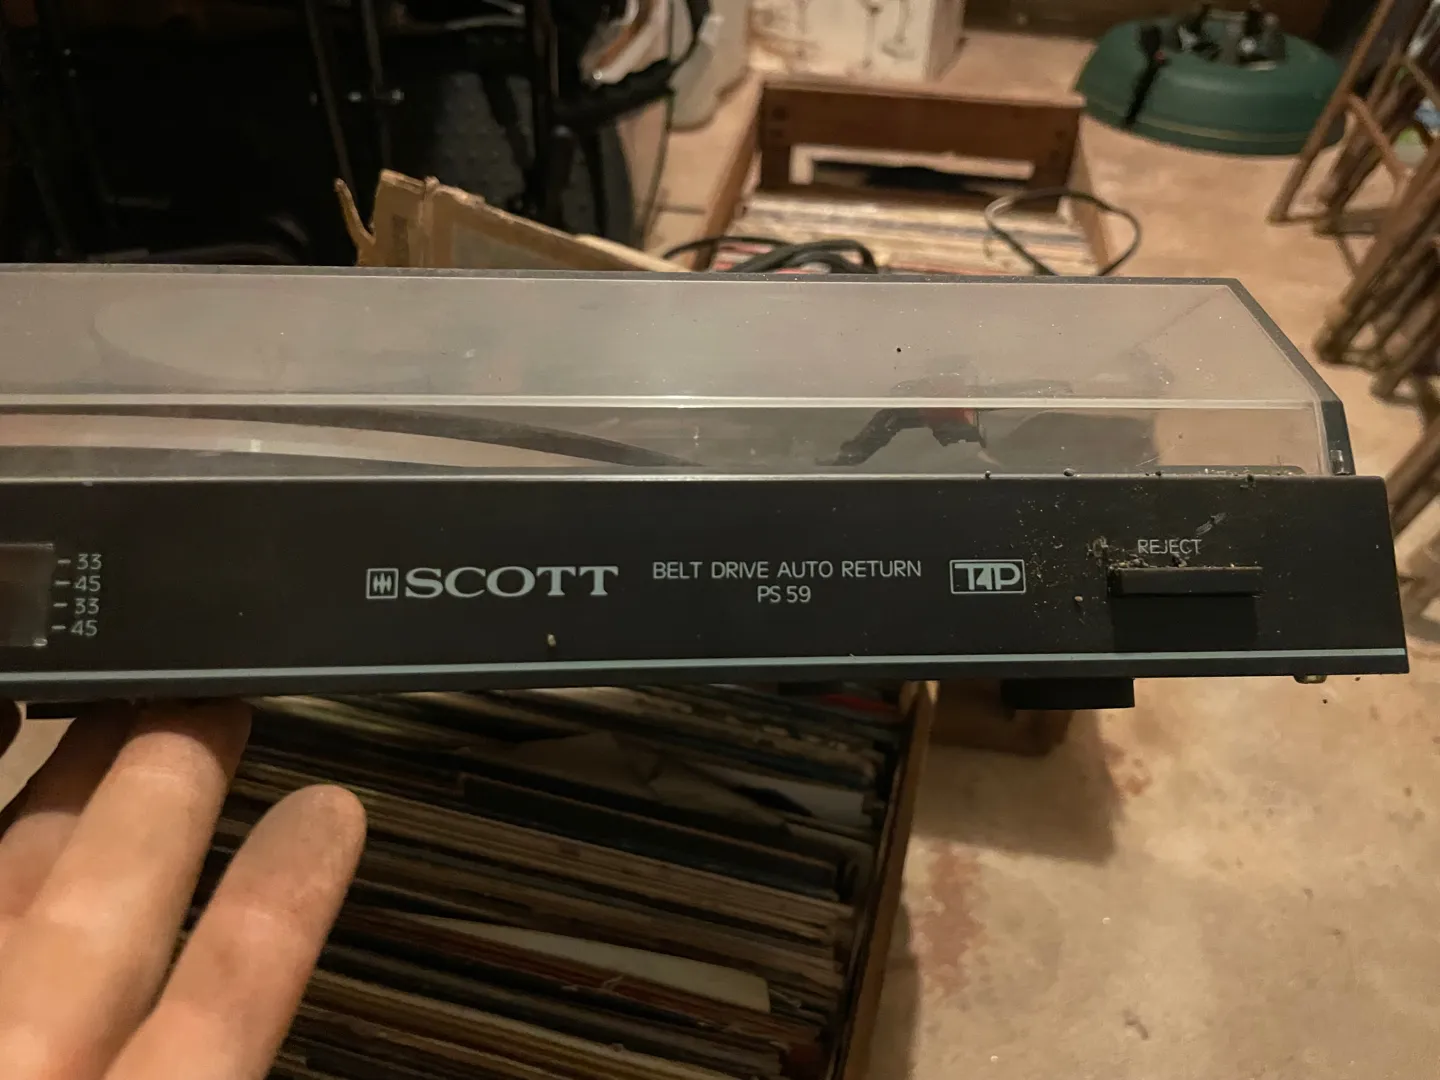 33
45
33
45
SCOTT
BELT DRIVE AUTO RETURN
PS 59
T4P
REJECT